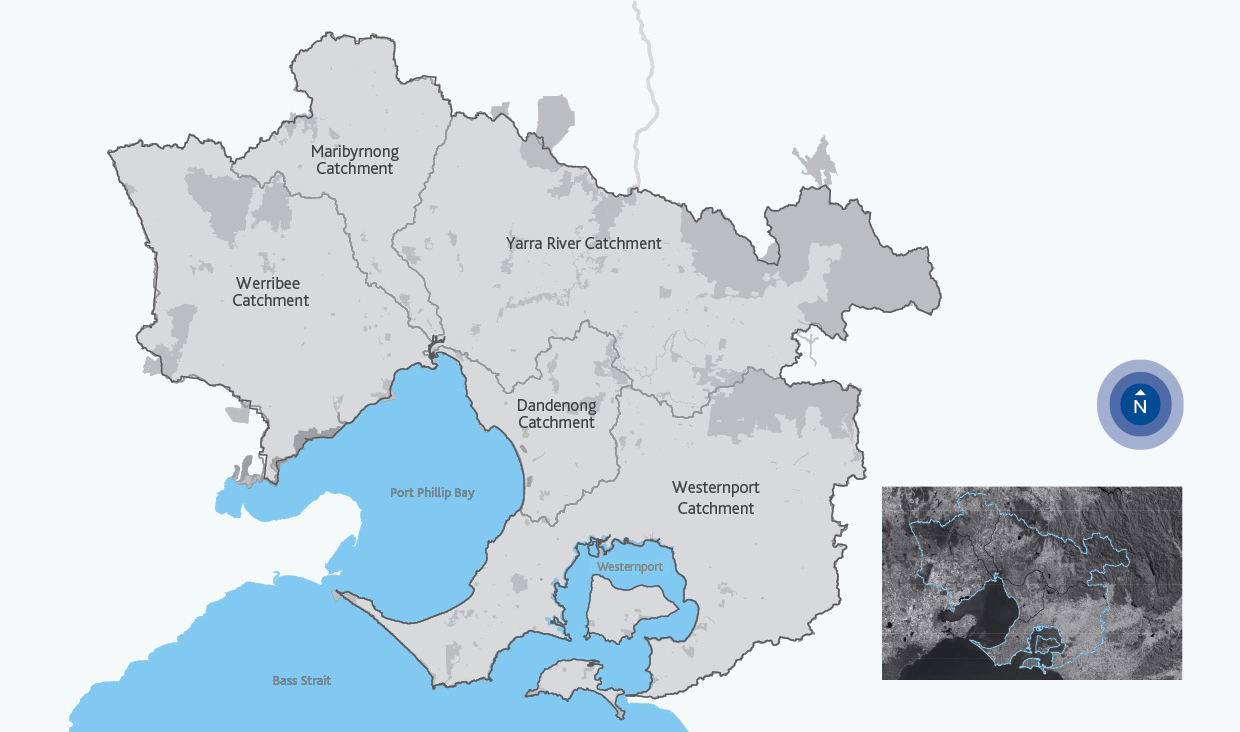 Maribyrnong
Catchment
Yarra River Catchment
Werribee
Catchment
Dandenong
Catchment
N
Port Phillip Bay
Westernport
Catchment
Westernport
Bass Strait